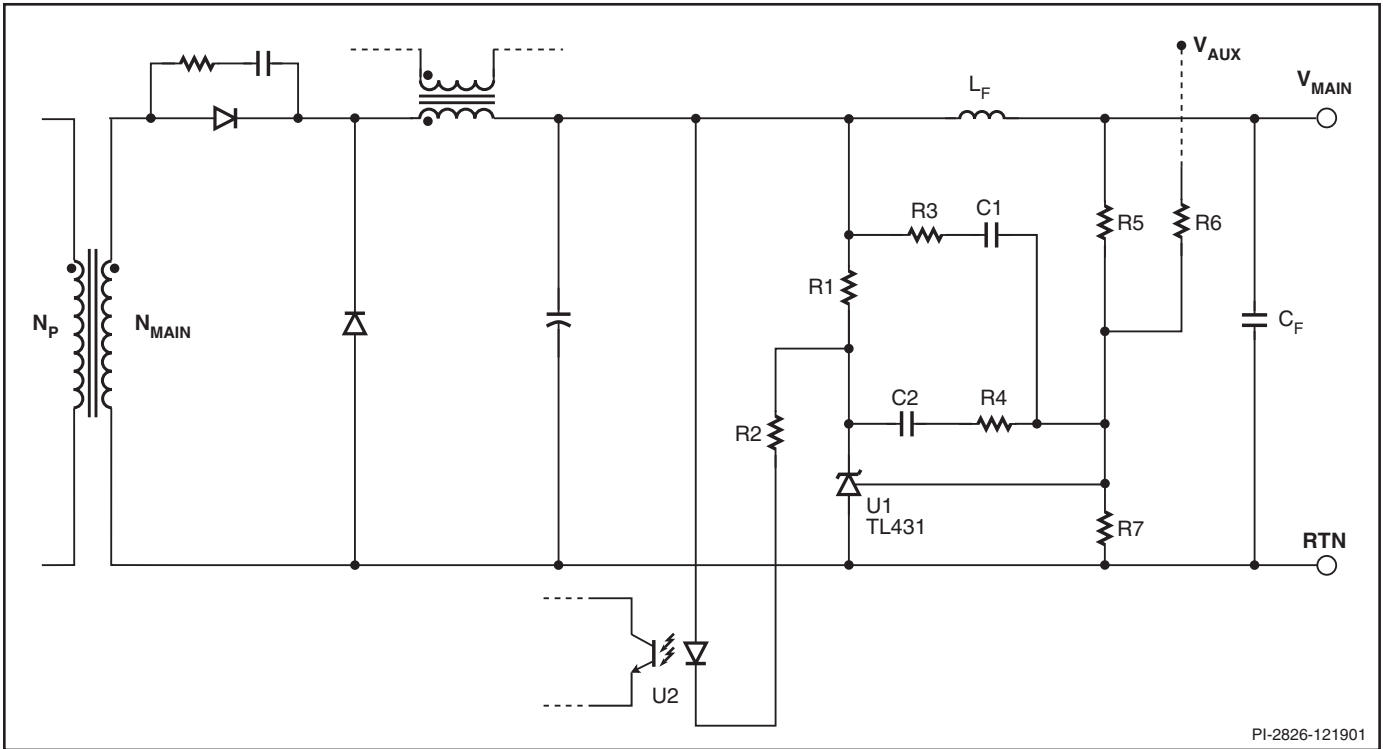 V_AUX
V_MAIN
L_F
R3
C1
R5
R6
R1
N_P
N_MAIN
C_F
C2
R4
R2
U1
TL431
R7
RTN
U2
PI-2826-121901